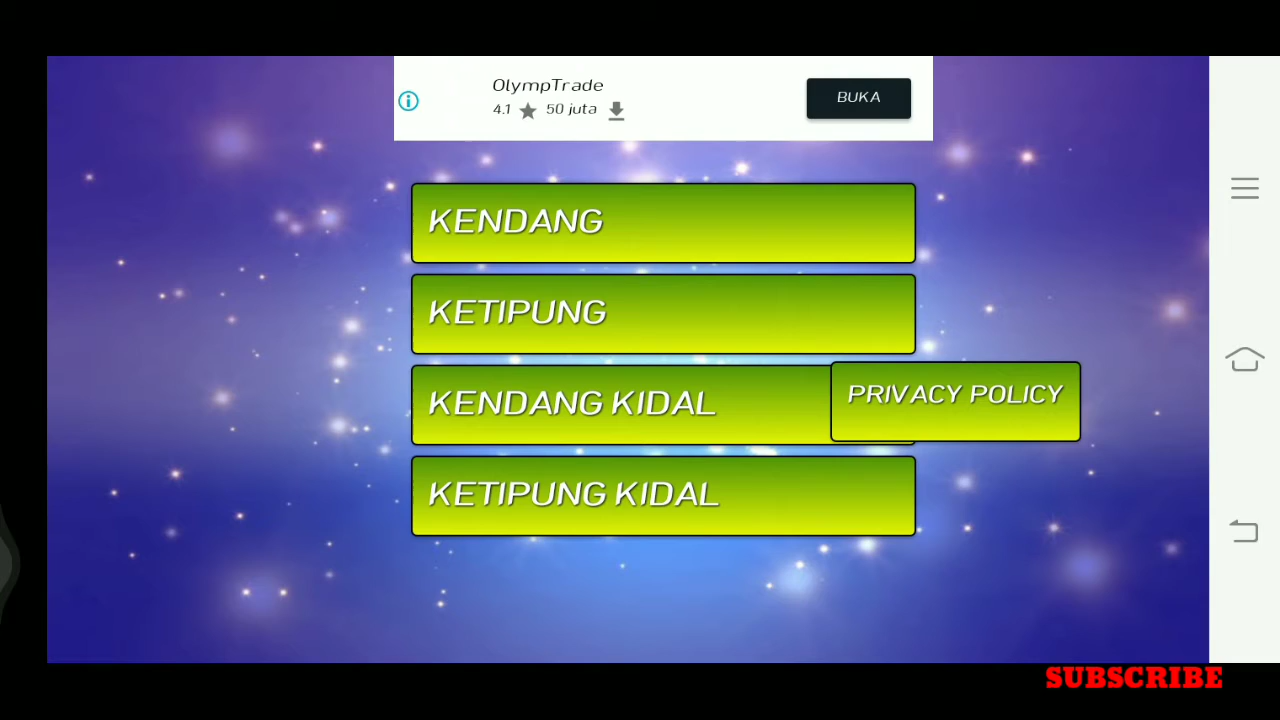 OlympTrade
4.1 50 juta
BUKA
KENDANG
KETIPUNG
KENDANG KIDAL
PRIVACY POLICY
KETIPUNG KIDAL
SUBSCRIBE